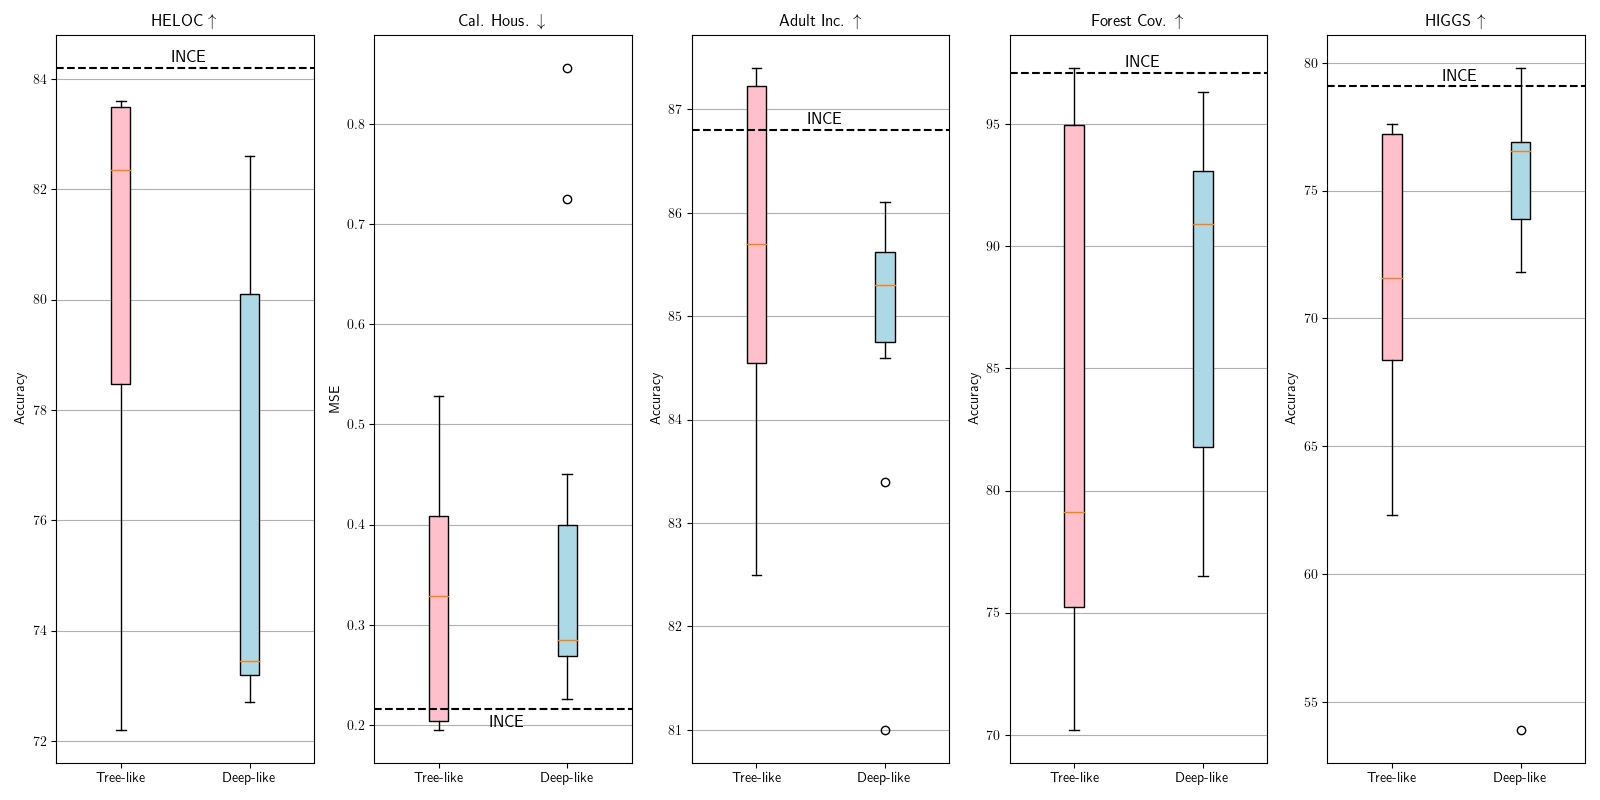 HELOC ↑
INCE
Accuracy
84
82
80
78
76
74
72
Tree-like Deep-like
Cal. Hous. ↓
MSE
0.8
0.7
0.6
0.5
0.4
0.3
0.2
INCE
Tree-like Deep-like
Adult Inc. ↑
INCE
Accuracy
87
86
85
84
83
82
81
Tree-like Deep-like
Forest Cov. ↑
INCE
Accuracy
95
90
85
80
75
70
Tree-like Deep-like
HIGGS ↑
INCE
Accuracy
80
75
70
65
60
55
Tree-like Deep-like